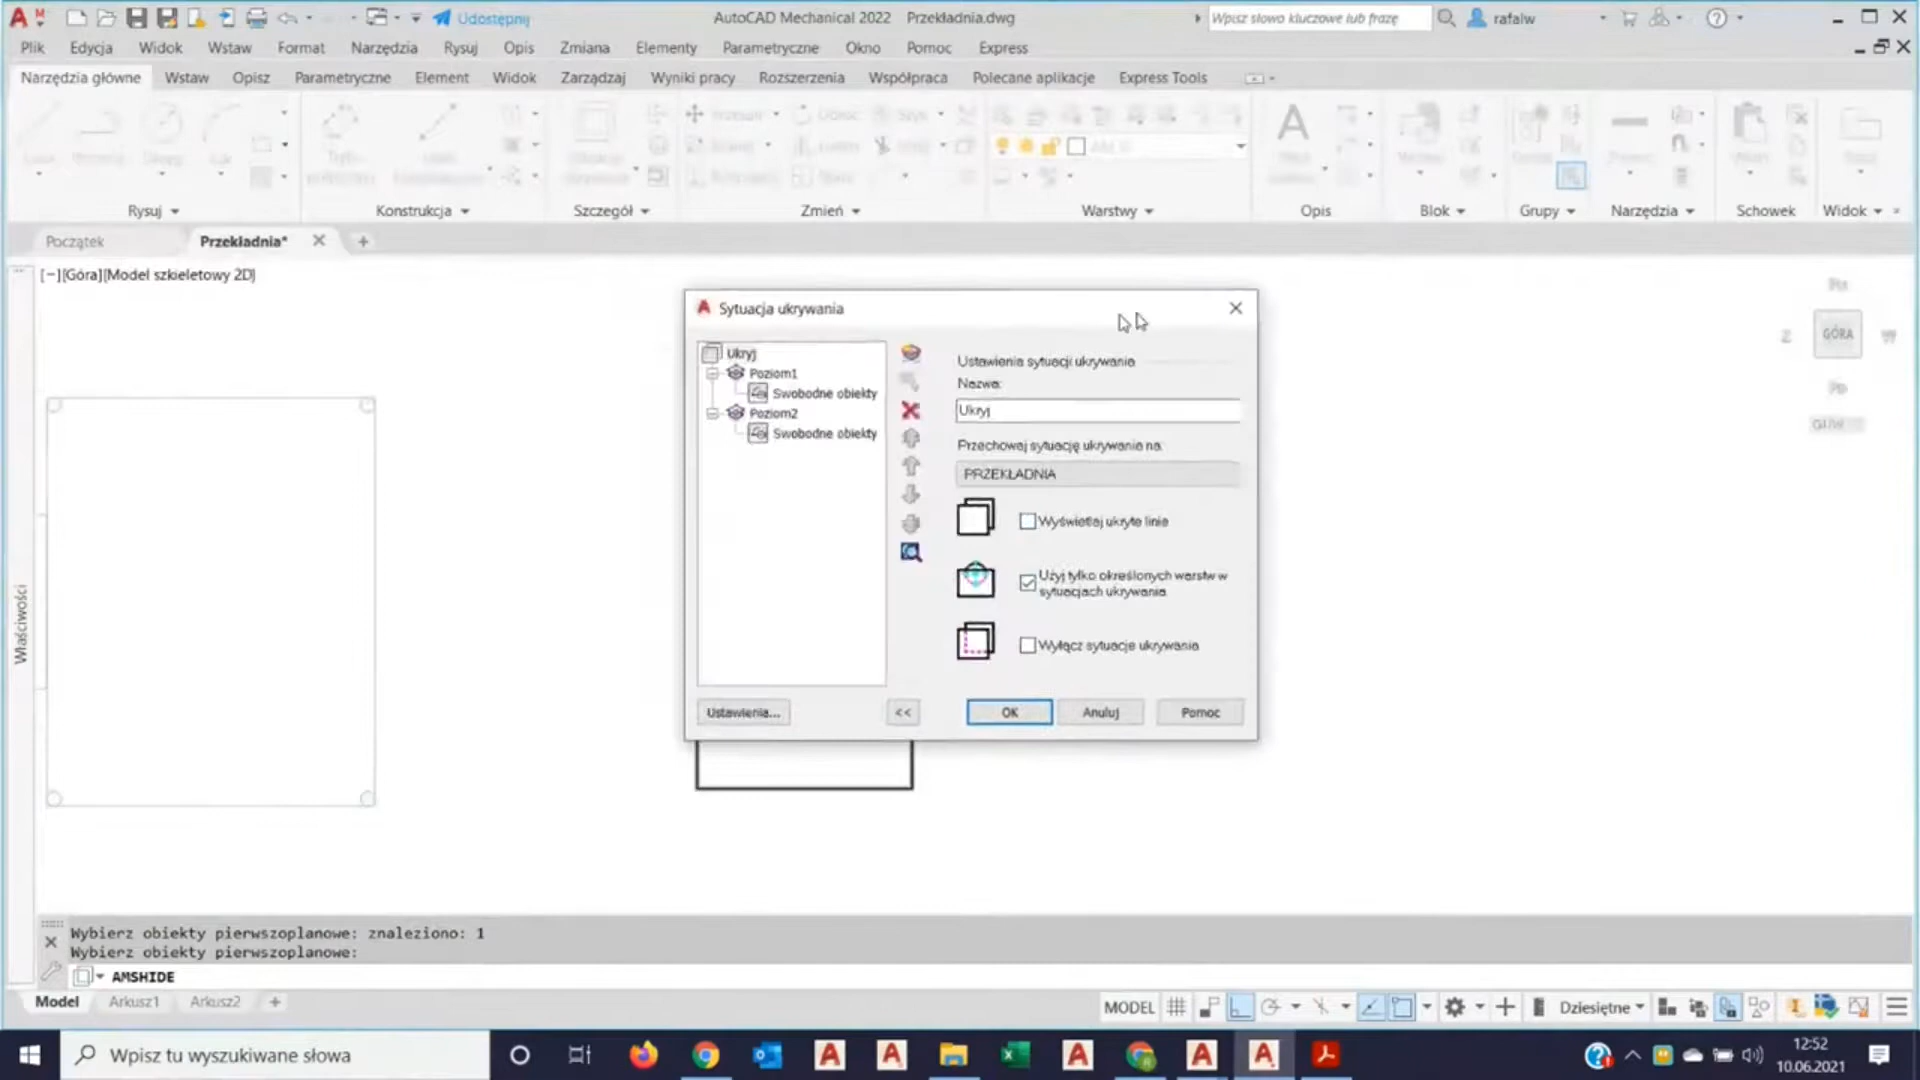 A M Udostępnij AutoCAD Mechanical 2022 Przekładnia.dwg Wpisz słowo kluczowe lub frazę rafalw
Plik Edycja Widok Wstaw Format Narzędzia Rysuj Opis Zmiana Elementy Parametryczne Okno Pomoc Express
Narzędzia główne Wstaw Opisz Parametryczne Element Widok Zarządzaj Wyniki pracy Rozszerzenia Współpraca Polecane aplikacje Express Tools
Rysuj Konstrukcja Szczegół Zmień Warstwy Opis Blok Grupy Narzędzia Schowek Widok
Początek Przekładnia*
[−][Góra][Model szkieletowy 2D]
Sytuacja ukrywania
Ukryj
Poziom1
Swobodne obiekty
Poziom2
Swobodne obiekty
Ustawienia sytuacji ukrywania
Nazwa:
Ukryj
Przechowaj sytuację ukrywania na:
PRZEKŁADNIA
Wyświetlaj ukryte linie
Użyj tylko określonych warstw w
sytuacjach ukrywania
Wyłącz sytuacje ukrywania
Ustawienia... << OK Anuluj Pomoc
GÓRA
Właściwości
Wybierz obiekty pierwszoplanowe: znaleziono: 1
Wybierz obiekty pierwszoplanowe:
AMSHIDE
Model Arkusz1 Arkusz2 +
MODEL Dziesiętne
Wpisz tu wyszukiwane słowa
12:52
10.06.2021